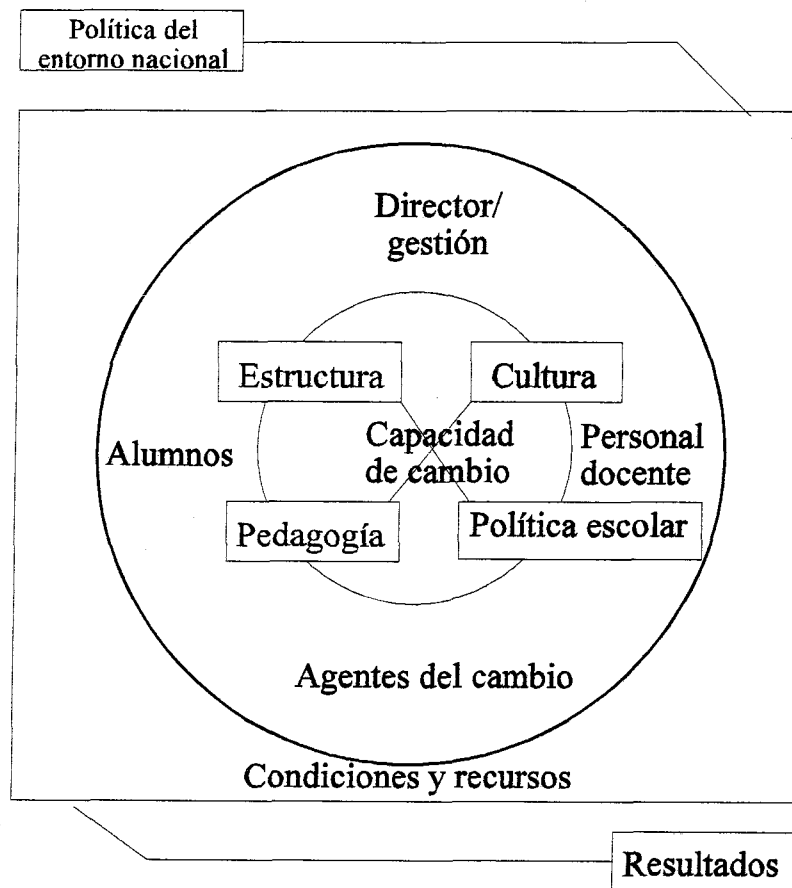 Política del
entorno nacional
Director/
gestión
Estructura
Cultura
Alumnos
Capacidad
de cambio
Personal
docente
Pedagogía
Política escolar
Agentes del cambio
Condiciones y recursos
Resultados